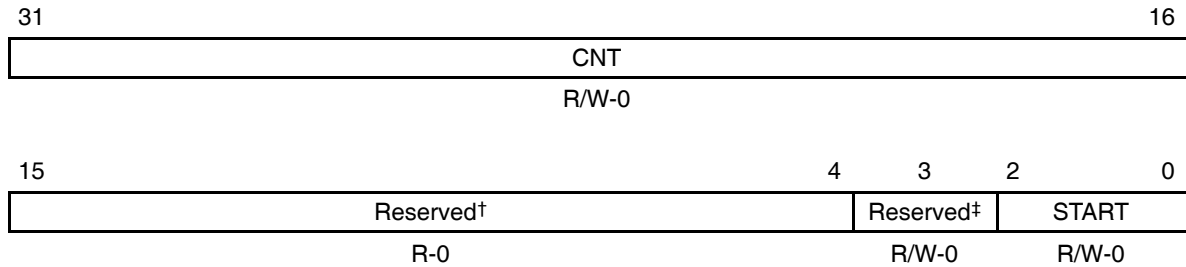 31 16
CNT
R/W-0
15 4 3 2 0
Reserved† Reserved‡ START
R-0 R/W-0 R/W-0